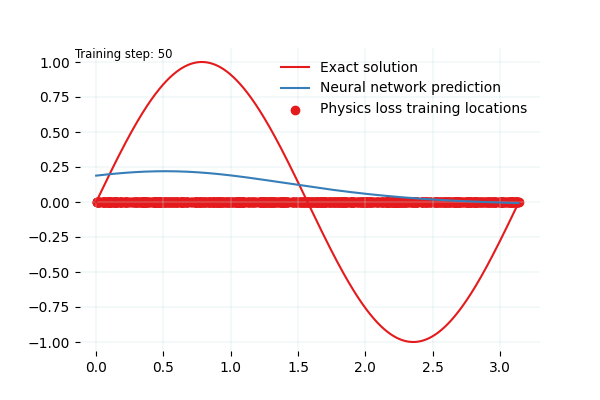 Training step: 50
Exact solution
Neural network prediction
Physics loss training locations
1.00
0.75
0.50
0.25
0.00
−0.25
−0.50
−0.75
−1.00
0.0 0.5 1.0 1.5 2.0 2.5 3.0